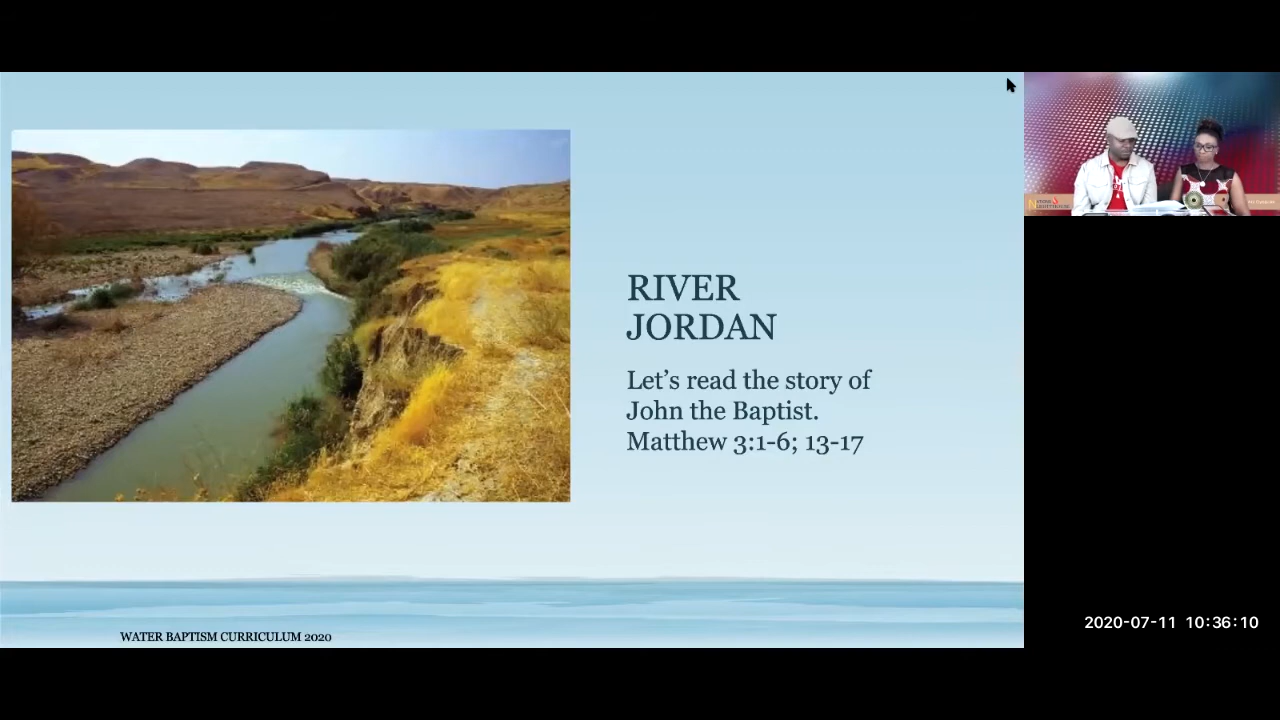 RIVER
JORDAN
Let’s read the story of
John the Baptist.
Matthew 3:1-6; 13-17
WATER BAPTISM CURRICULUM 2020
2020-07-11 10:36:10